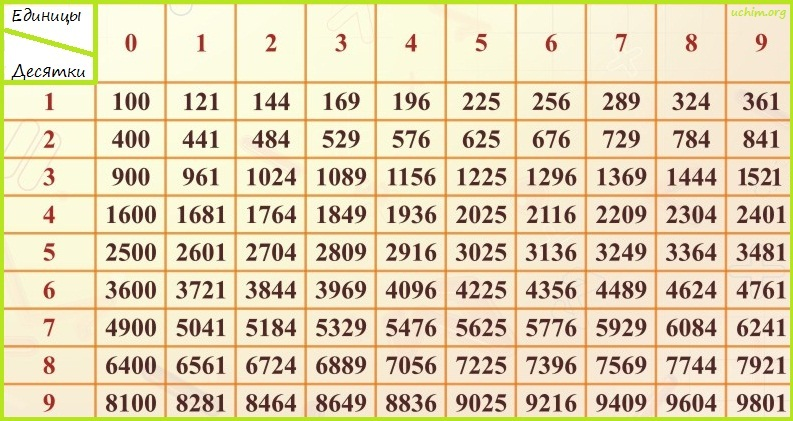 Единицы
uchim.org
0 1 2 3 4 5 6 7 8 9
Десятки
1 100 121 144 169 196 225 256 289 324 361
2 400 441 484 529 576 625 676 729 784 841
3 900 961 1024 1089 1156 1225 1296 1369 1444 1521
4 1600 1681 1764 1849 1936 2025 2116 2209 2304 2401
5 2500 2601 2704 2809 2916 3025 3136 3249 3364 3481
6 3600 3721 3844 3969 4096 4225 4356 4489 4624 4761
7 4900 5041 5184 5329 5476 5625 5776 5929 6084 6241
8 6400 6561 6724 6889 7056 7225 7396 7569 7744 7921
9 8100 8281 8464 8649 8836 9025 9216 9409 9604 9801